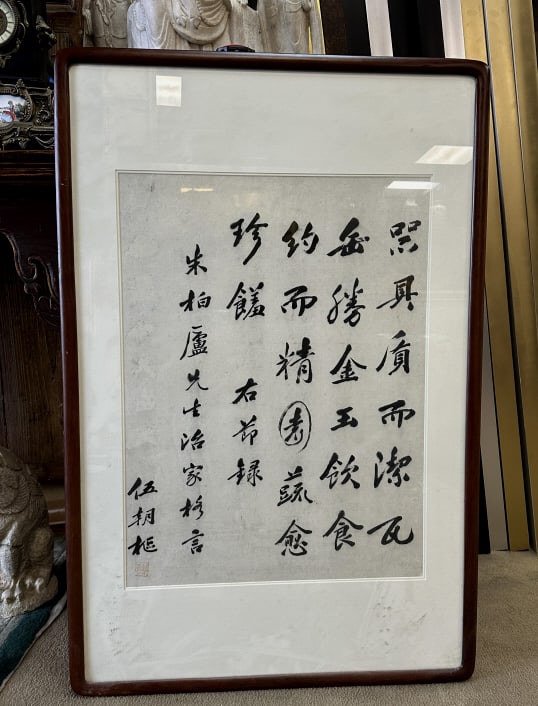 器具質而潔瓦
缶勝金玉飲食
約而精園蔬愈
珍饈 右節録
朱柏廬先生治家格言
伍朝樞